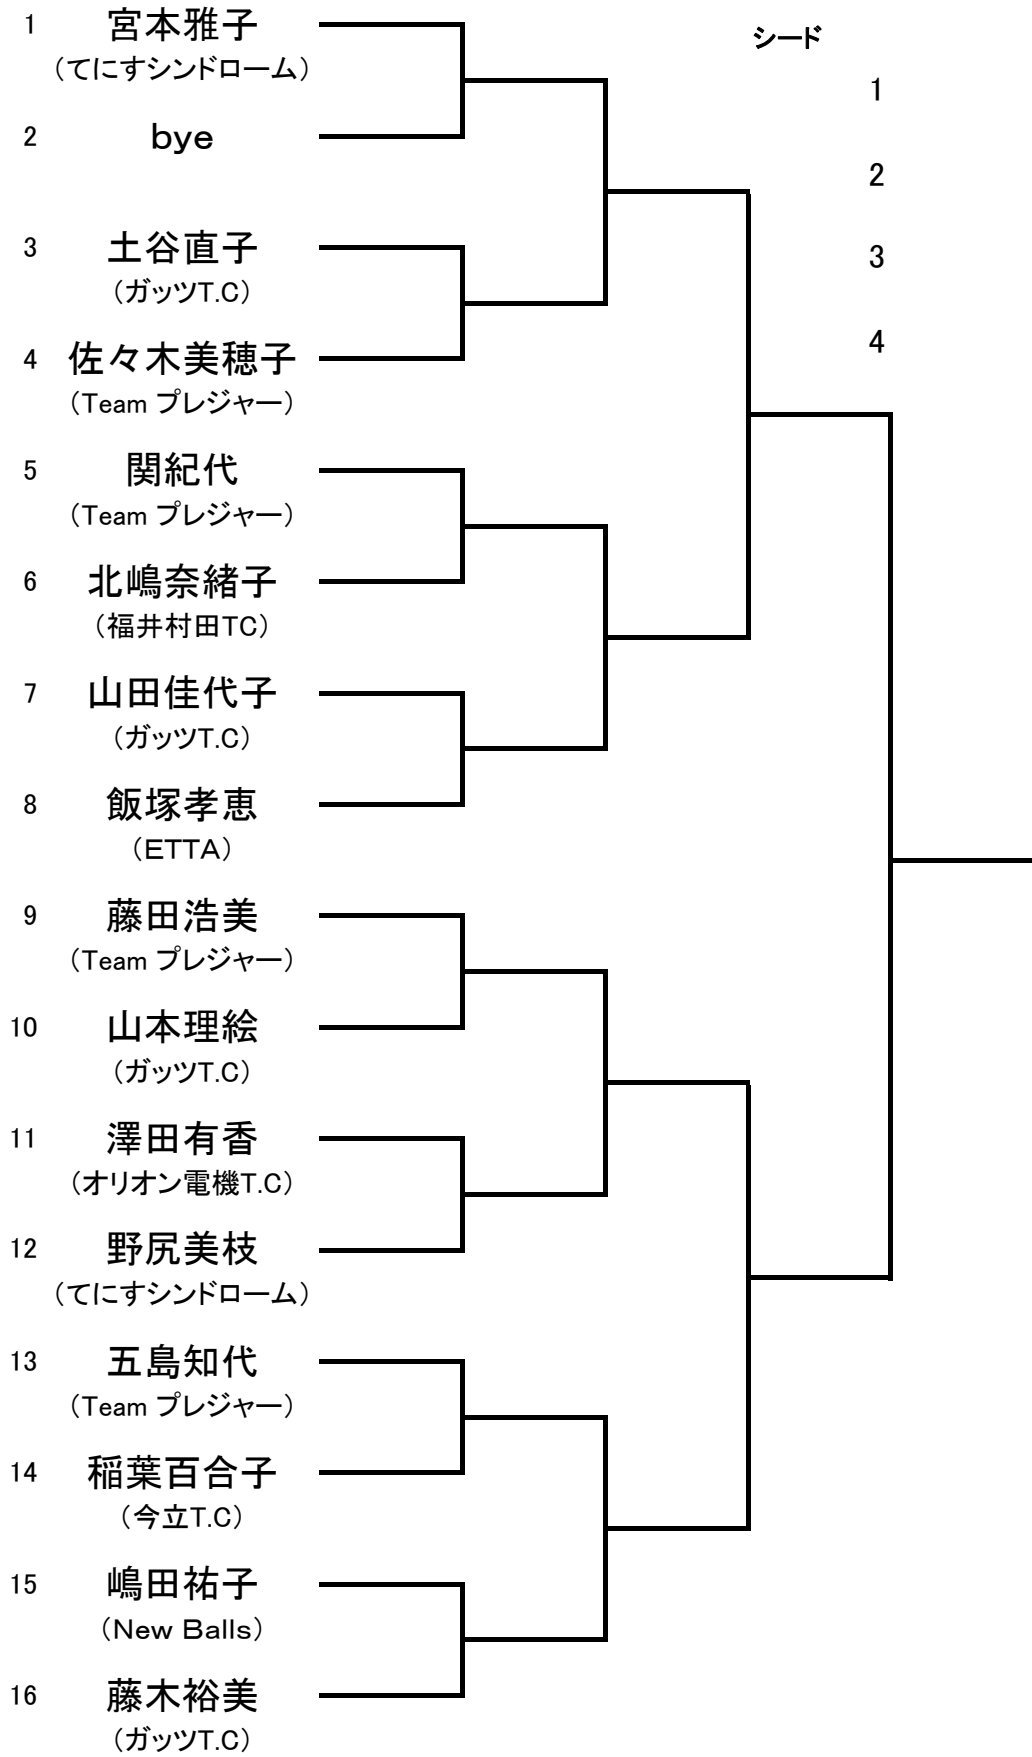 1 宮本雅子
（てにすシンドローム）
2 bye
3 土谷直子
（ガッツT.C）
4 佐々木美穂子
（Team プレジャー）
5 関紀代
（Team プレジャー）
6 北嶋奈緒子
（福井村田TC）
7 山田佳代子
（ガッツT.C）
8 飯塚孝恵
（ETTA）
9 藤田浩美
（Team プレジャー）
10 山本理絵
（ガッツT.C）
11 澤田有香
（オリオン電機T.C）
12 野尻美枝
（てにすシンドローム）
13 五島知代
（Team プレジャー）
14 稲葉百合子
（今立T.C）
15 嶋田祐子
（New Balls）
16 藤木裕美
（ガッツT.C）
シード
1
2
3
4